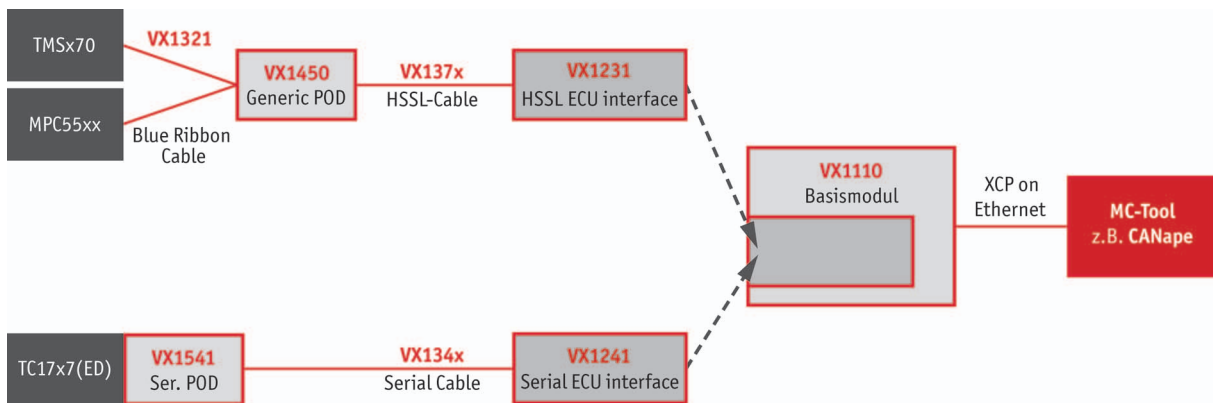 TMSx70
VX1321
MPC55xx
Blue Ribbon
Cable
VX1450
Generic POD
VX137x
HSSL-Cable
VX1231
HSSL ECU interface
VX1110
Basismodul
XCP on
Ethernet
MC-Tool
z.B. CANape
TC17x7(ED)
VX1541
Ser. POD
VX134x
Serial Cable
VX1241
Serial ECU interface